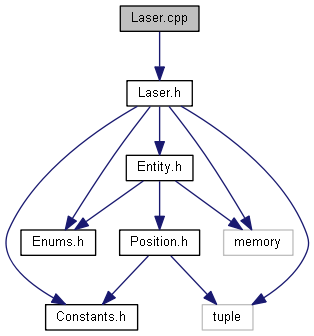 Laser.cpp
Laser.h
Entity.h
Enums.h
Position.h
memory
Constants.h
tuple